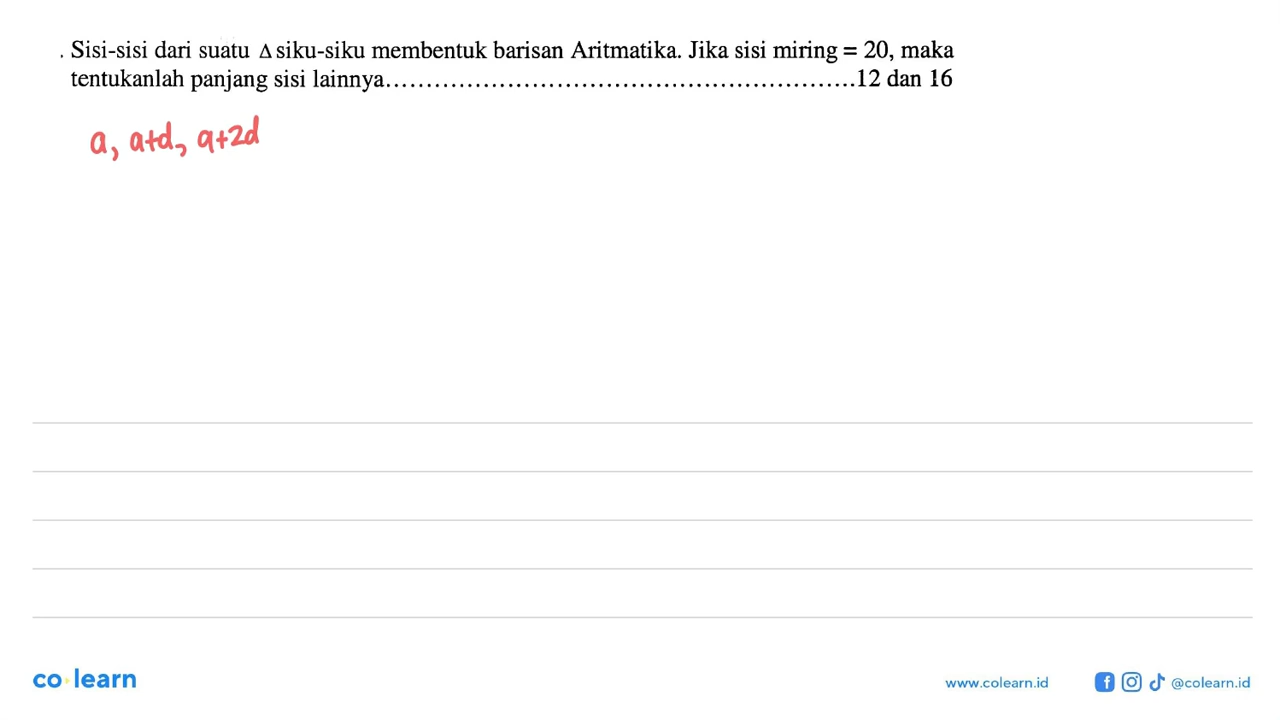 . Sisi-sisi dari suatu Δ siku-siku membentuk barisan Aritmatika. Jika sisi miring = 20, maka
tentukanlah panjang sisi lainnya..........................................................12 dan 16
a, a+d, a+2d
co learn
www.colearn.id @colearn.id